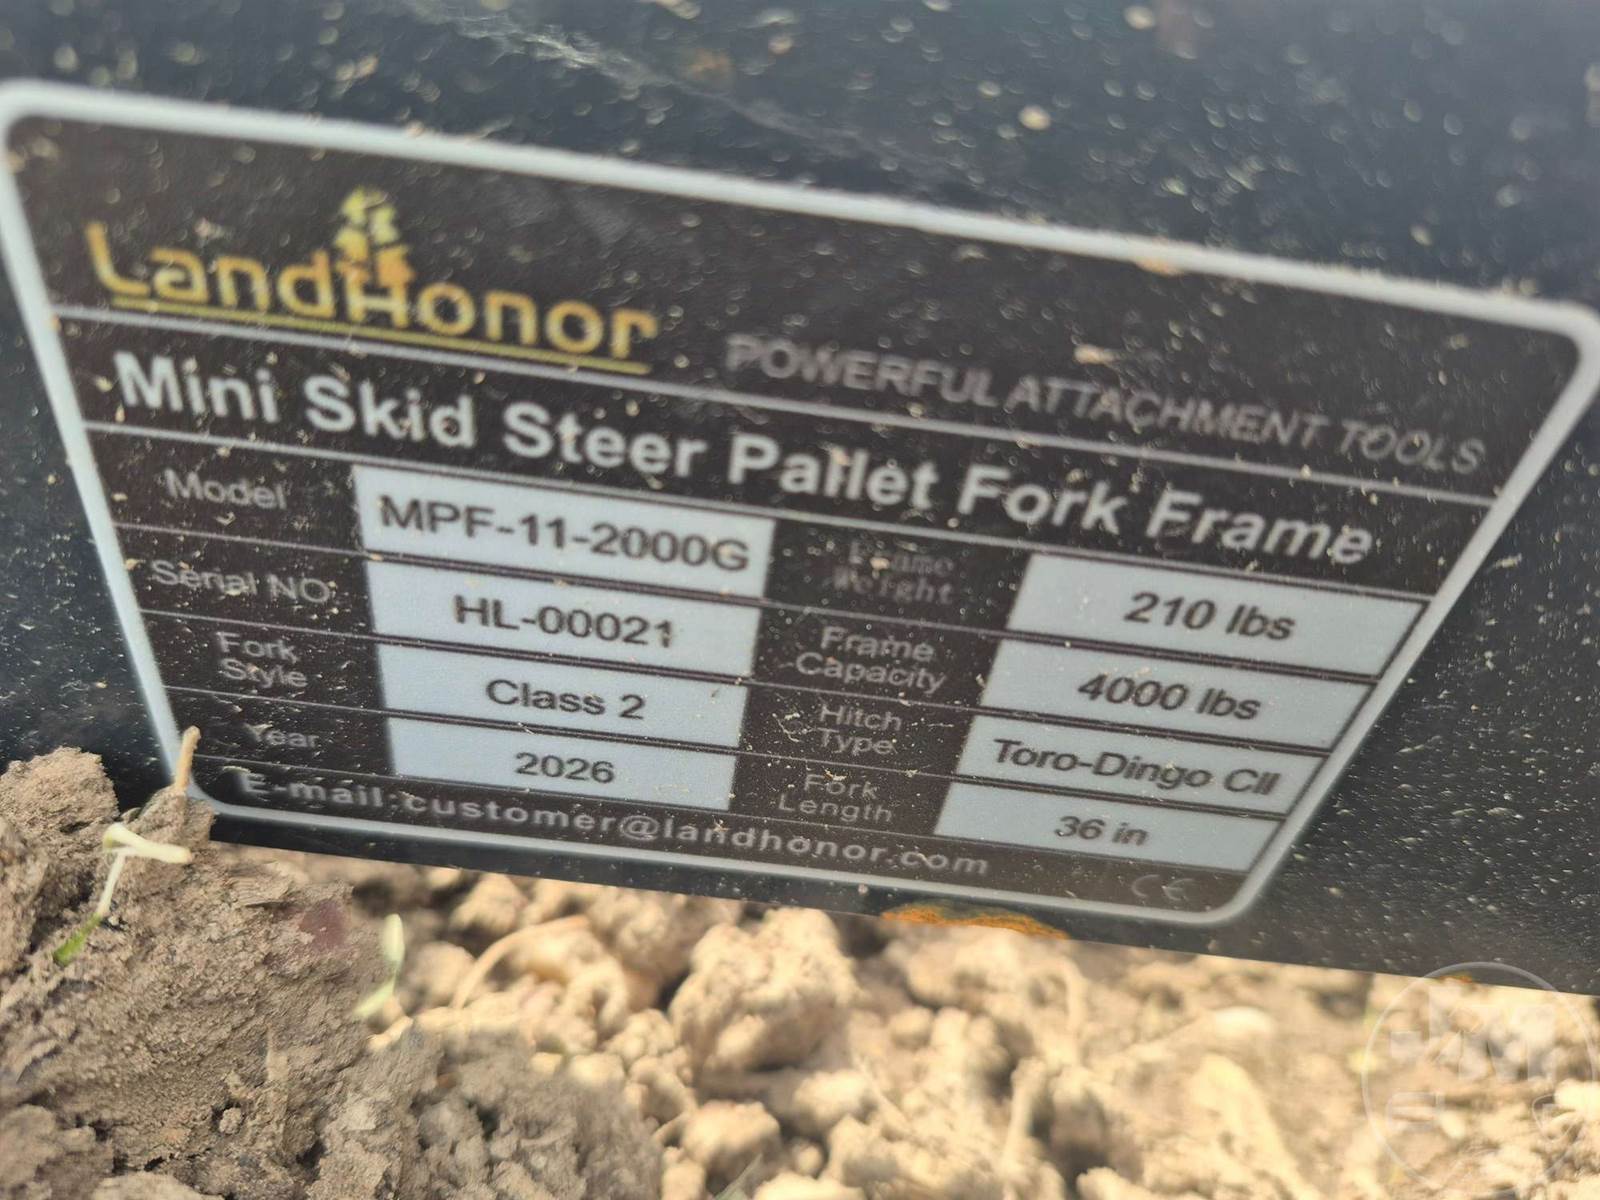 LandHonor
POWERFUL ATTACHMENT TOOLS
Mini Skid Steer Pallet Fork Frame
Model MPF-11-2000G Frame Weight 210 lbs
Serial NO HL-00021 Frame Capacity 4000 lbs
Fork Style Class 2 Hitch Type Toro-Dingo CII
Year 2026 Fork Length 36 in
E-mail:customer@landhonor.com
CE